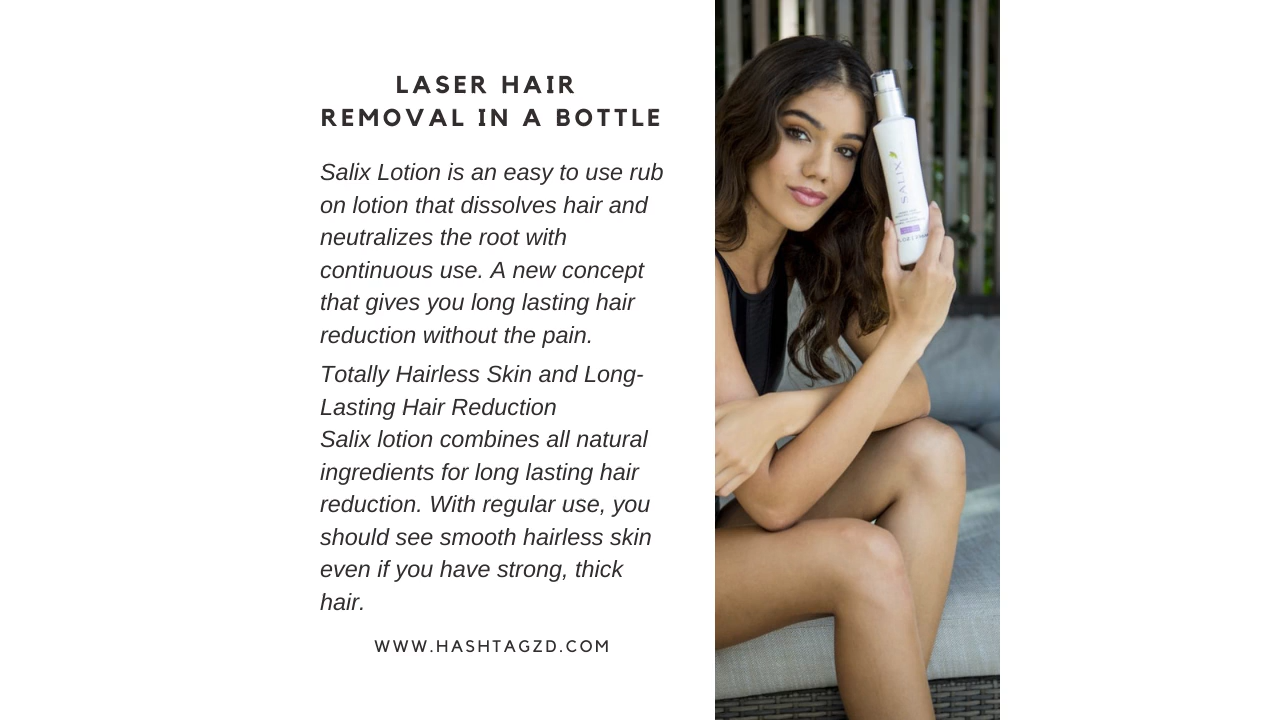 LASER HAIR
REMOVAL IN A BOTTLE
Salix Lotion is an easy to use rub
on lotion that dissolves hair and
neutralizes the root with
continuous use. A new concept
that gives you long lasting hair
reduction without the pain.
Totally Hairless Skin and Long-
Lasting Hair Reduction
Salix lotion combines all natural
ingredients for long lasting hair
reduction. With regular use, you
should see smooth hairless skin
even if you have strong, thick
hair.
WWW.HASHTAGZD.COM
SALIX